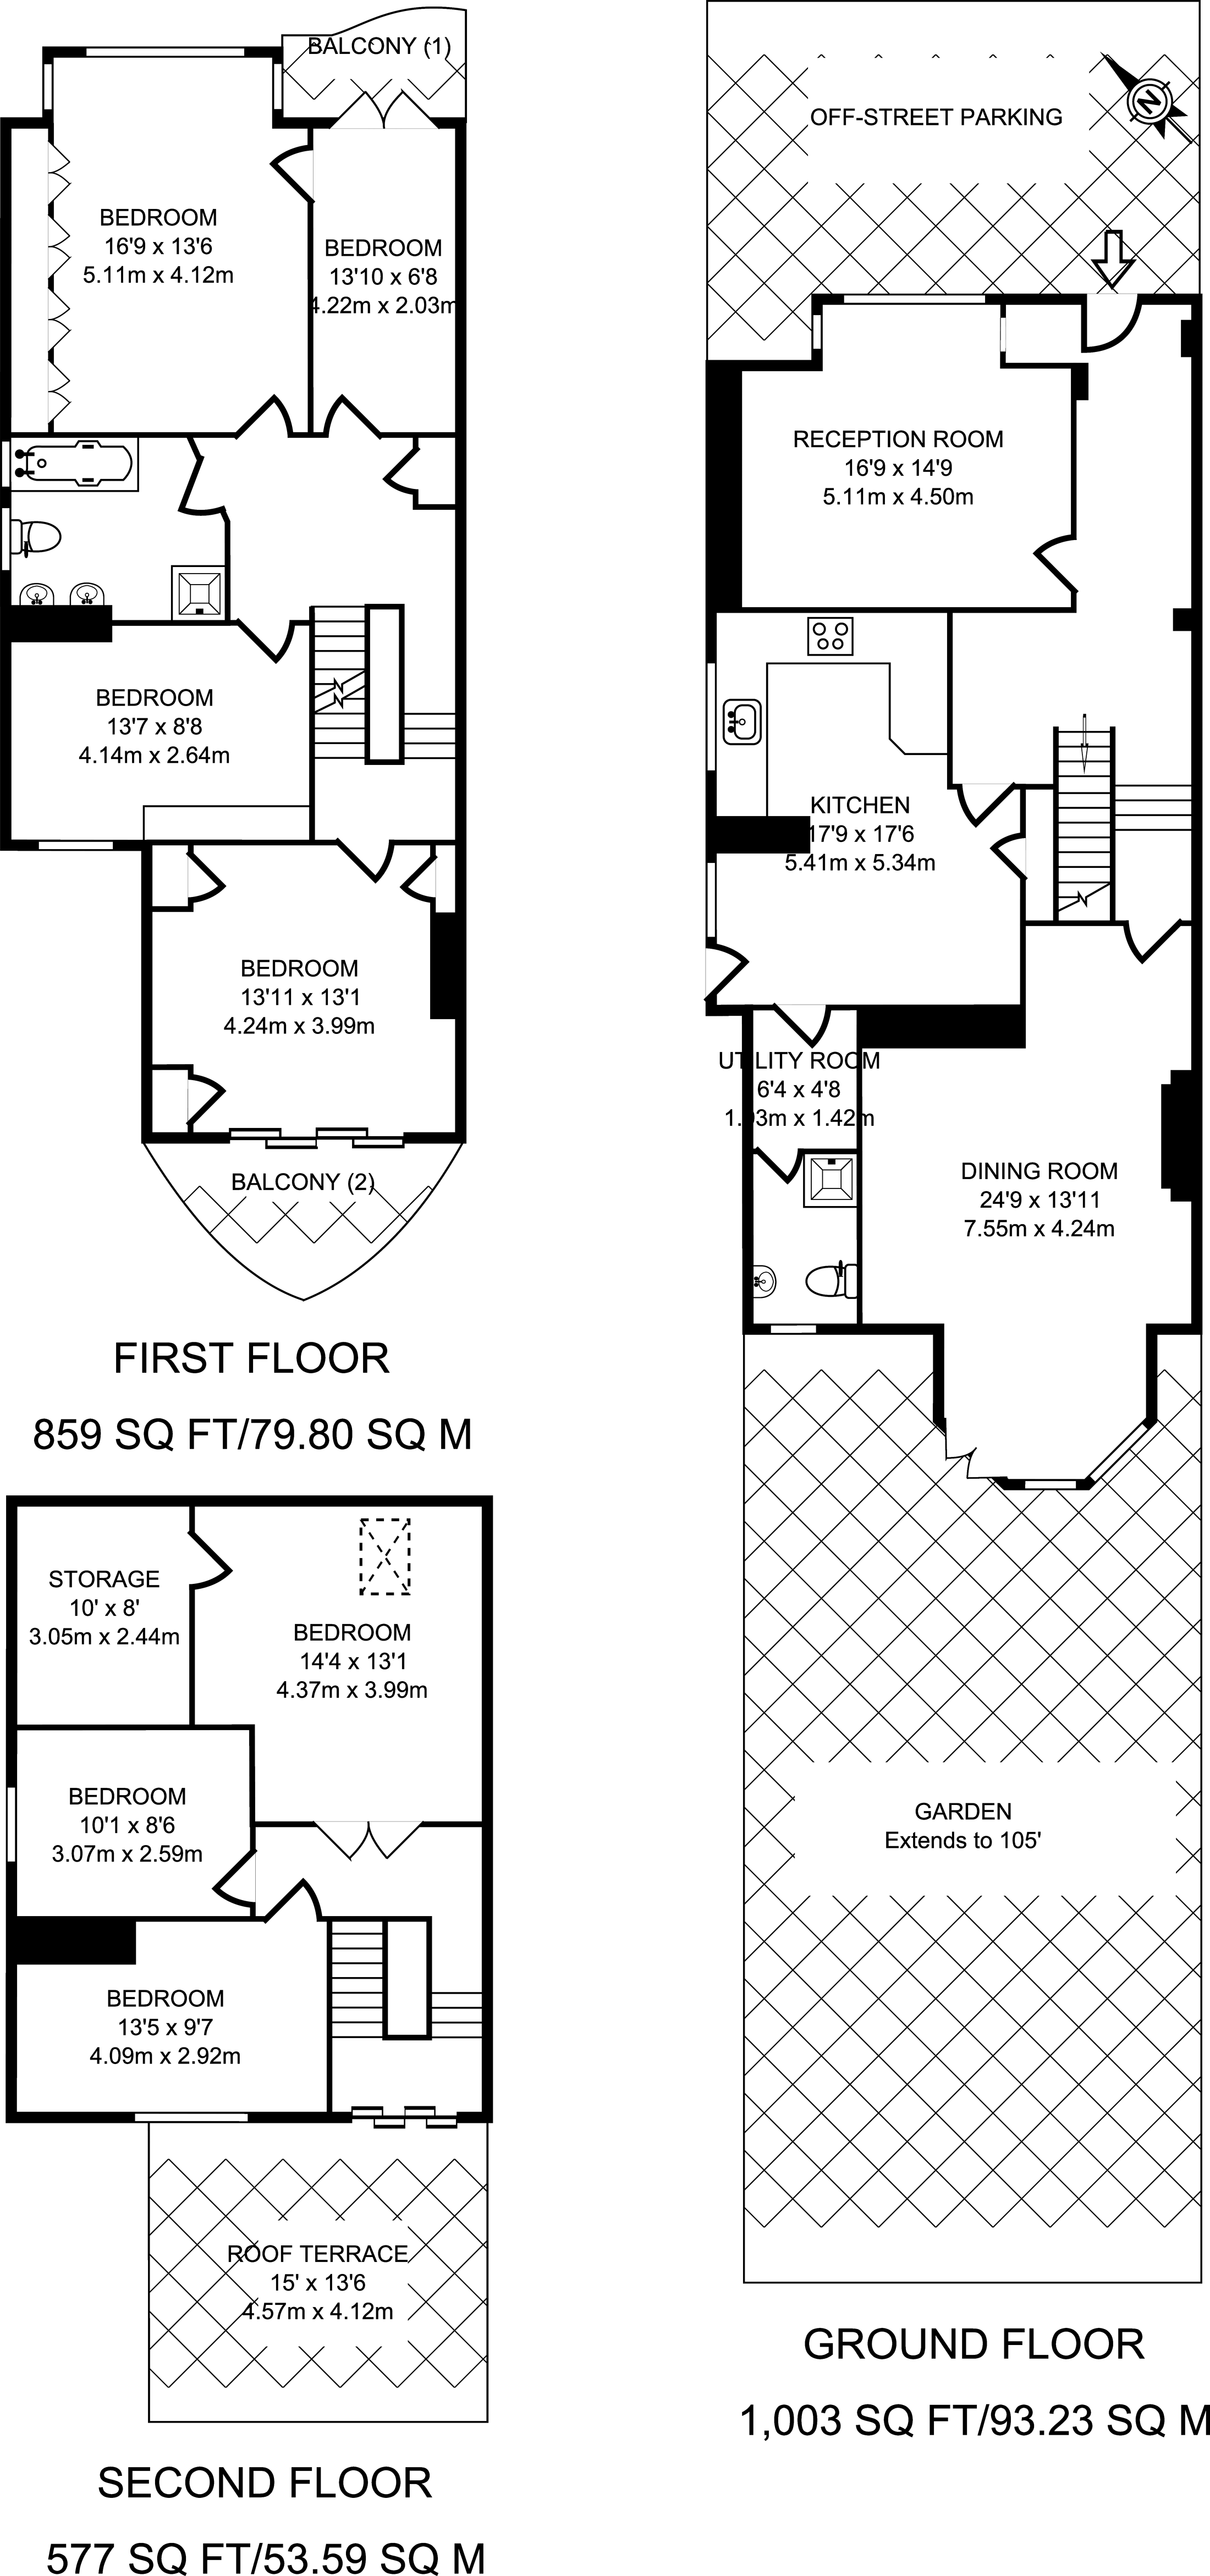 BALCONY (1)
BEDROOM
16'9 x 13'6
5.11m x 4.12m
BEDROOM
13'10 x 6'8
4.22m x 2.03m
BEDROOM
13'7 x 8'8
4.14m x 2.64m
BEDROOM
13'11 x 13'1
4.24m x 3.99m
BALCONY (2)
FIRST FLOOR
859 SQ FT/79.80 SQ M
STORAGE
10' x 8'
3.05m x 2.44m
BEDROOM
14'4 x 13'1
4.37m x 3.99m
BEDROOM
10'1 x 8'6
3.07m x 2.59m
BEDROOM
13'5 x 9'7
4.09m x 2.92m
ROOF TERRACE
15' x 13'6
4.57m x 4.12m
SECOND FLOOR
577 SQ FT/53.59 SQ M
OFF-STREET PARKING
N
RECEPTION ROOM
16'9 x 14'9
5.11m x 4.50m
KITCHEN
17'9 x 17'6
5.41m x 5.34m
UTILITY ROOM
6'4 x 4'8
1.93m x 1.42m
DINING ROOM
24'9 x 13'11
7.55m x 4.24m
GARDEN
Extends to 105'
GROUND FLOOR
1,003 SQ FT/93.23 SQ M